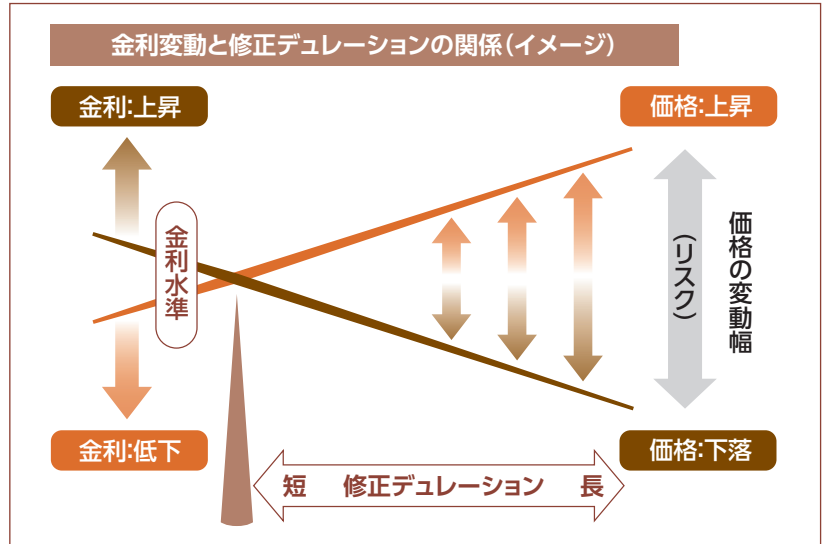 金利変動と修正デュレーションの関係（イメージ）
金利:上昇
価格:上昇
金利水準
価格の変動幅
（リスク）
金利:低下
価格:下落
短 修正デュレーション 長